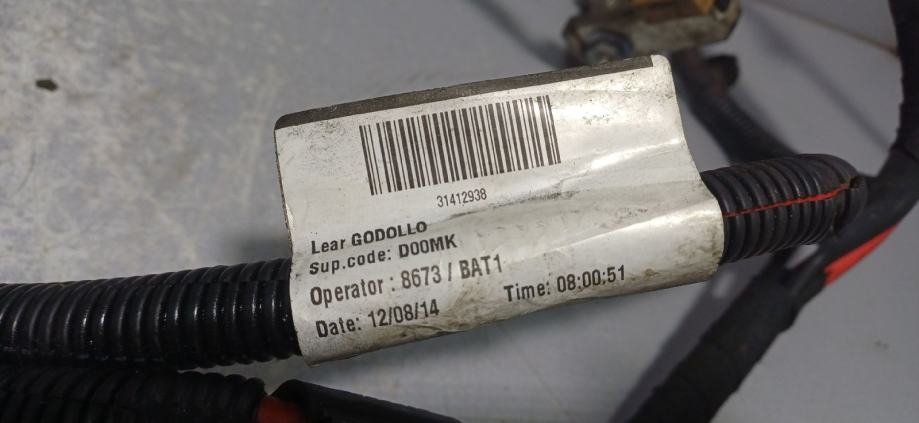 31412938
Lear GODOLLO
Sup.code: D00MK
Operator : 8673 / BAT1
Date: 12/08/14 Time: 08:00:51